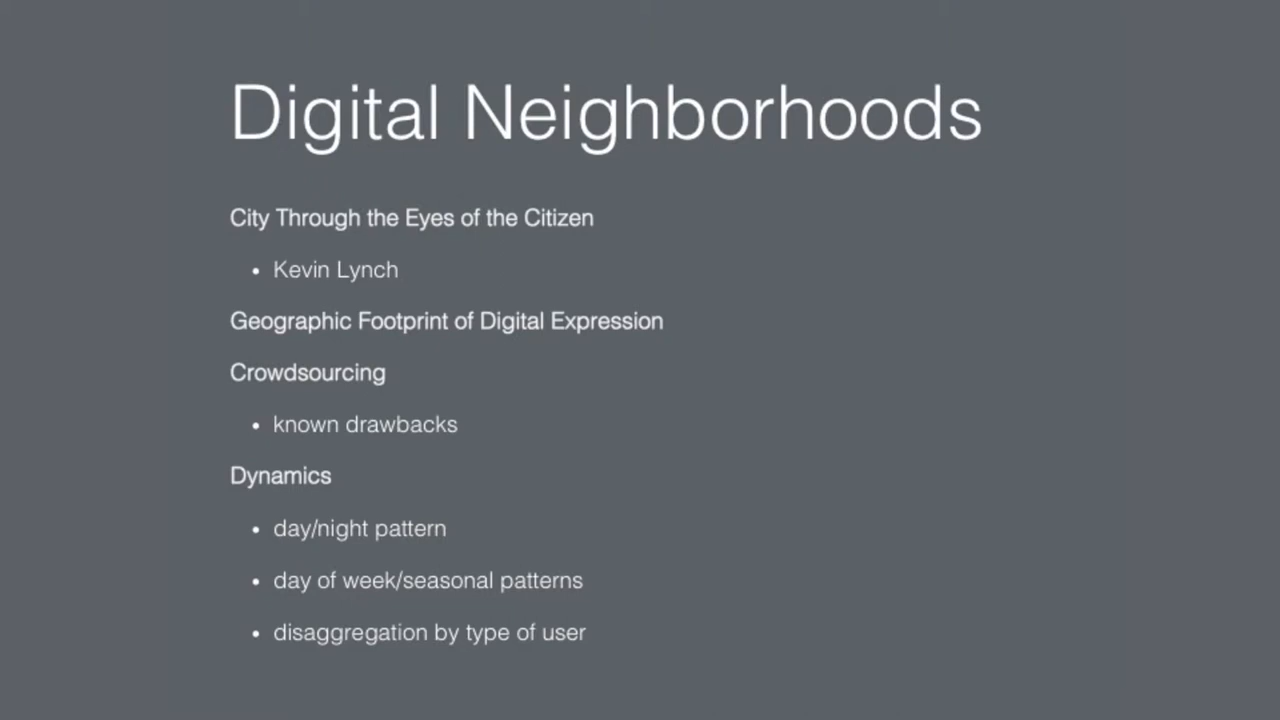 Digital Neighborhoods
City Through the Eyes of the Citizen
• Kevin Lynch
Geographic Footprint of Digital Expression
Crowdsourcing
• known drawbacks
Dynamics
• day/night pattern
• day of week/seasonal patterns
• disaggregation by type of user